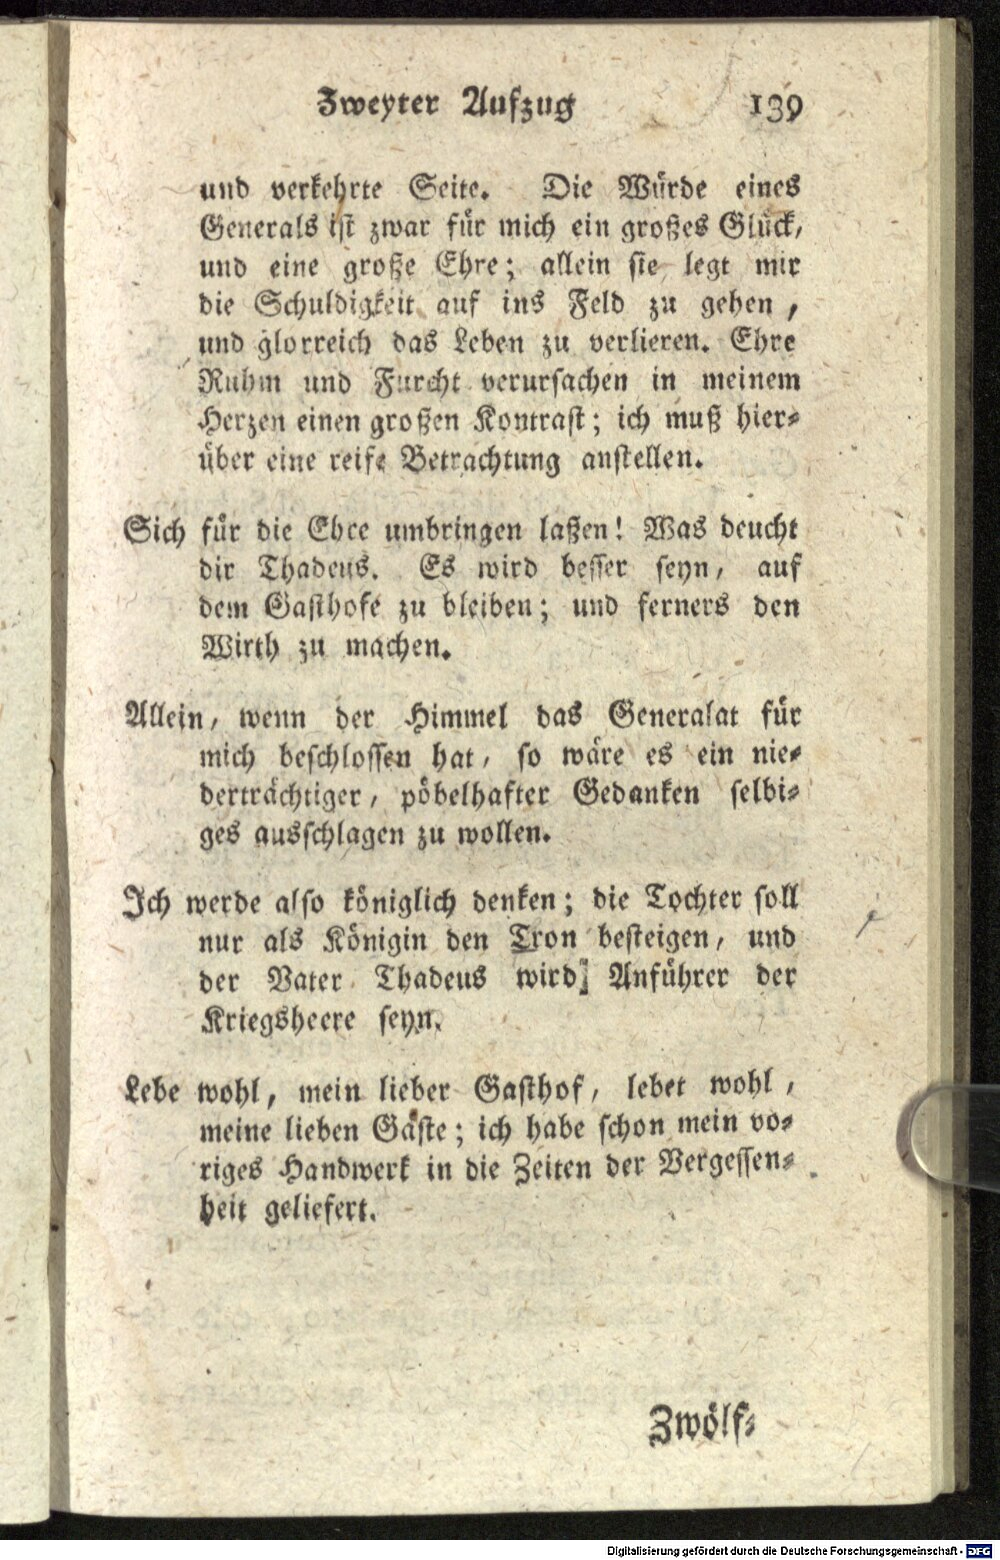 Zweyter Aufzug 139
und verkehrte Seite. Die Würde eines
Generals ist zwar für mich ein großes Glück,
und eine große Ehre; allein sie legt mir
die Schuldigkeit auf ins Feld zu gehen,
und glorreich das Leben zu verlieren. Ehre
Ruhm und Furcht verursachen in meinem
Herzen einen großen Kontrast; ich muß hier-
über eine reife Betrachtung anstellen.
Sich für die Ehre umbringen laßen! Was deucht
dir Thadeus. Es wird besser seyn, auf
dem Gasthofe zu bleiben; und ferners den
Wirth zu machen.
Allein, wenn der Himmel das Generalat für
mich beschlossen hat, so wäre es ein nie-
derträchtiger, pöbelhafter Gedanken selbi-
ges ausschlagen zu wollen.
Ich werde also königlich denken; die Tochter soll
nur als Königin den Tron besteigen, und
der Vater Thadeus wird Anführer der
Kriegsheere seyn.
Lebe wohl, mein lieber Gasthof, lebet wohl,
meine lieben Gäste; ich habe schon mein vo-
riges Handwerk in die Zeiten der Vergessen-
heit geliefert.
Zwölf-
Digitalisierung gefördert durch die Deutsche Forschungsgemeinschaft - DFG